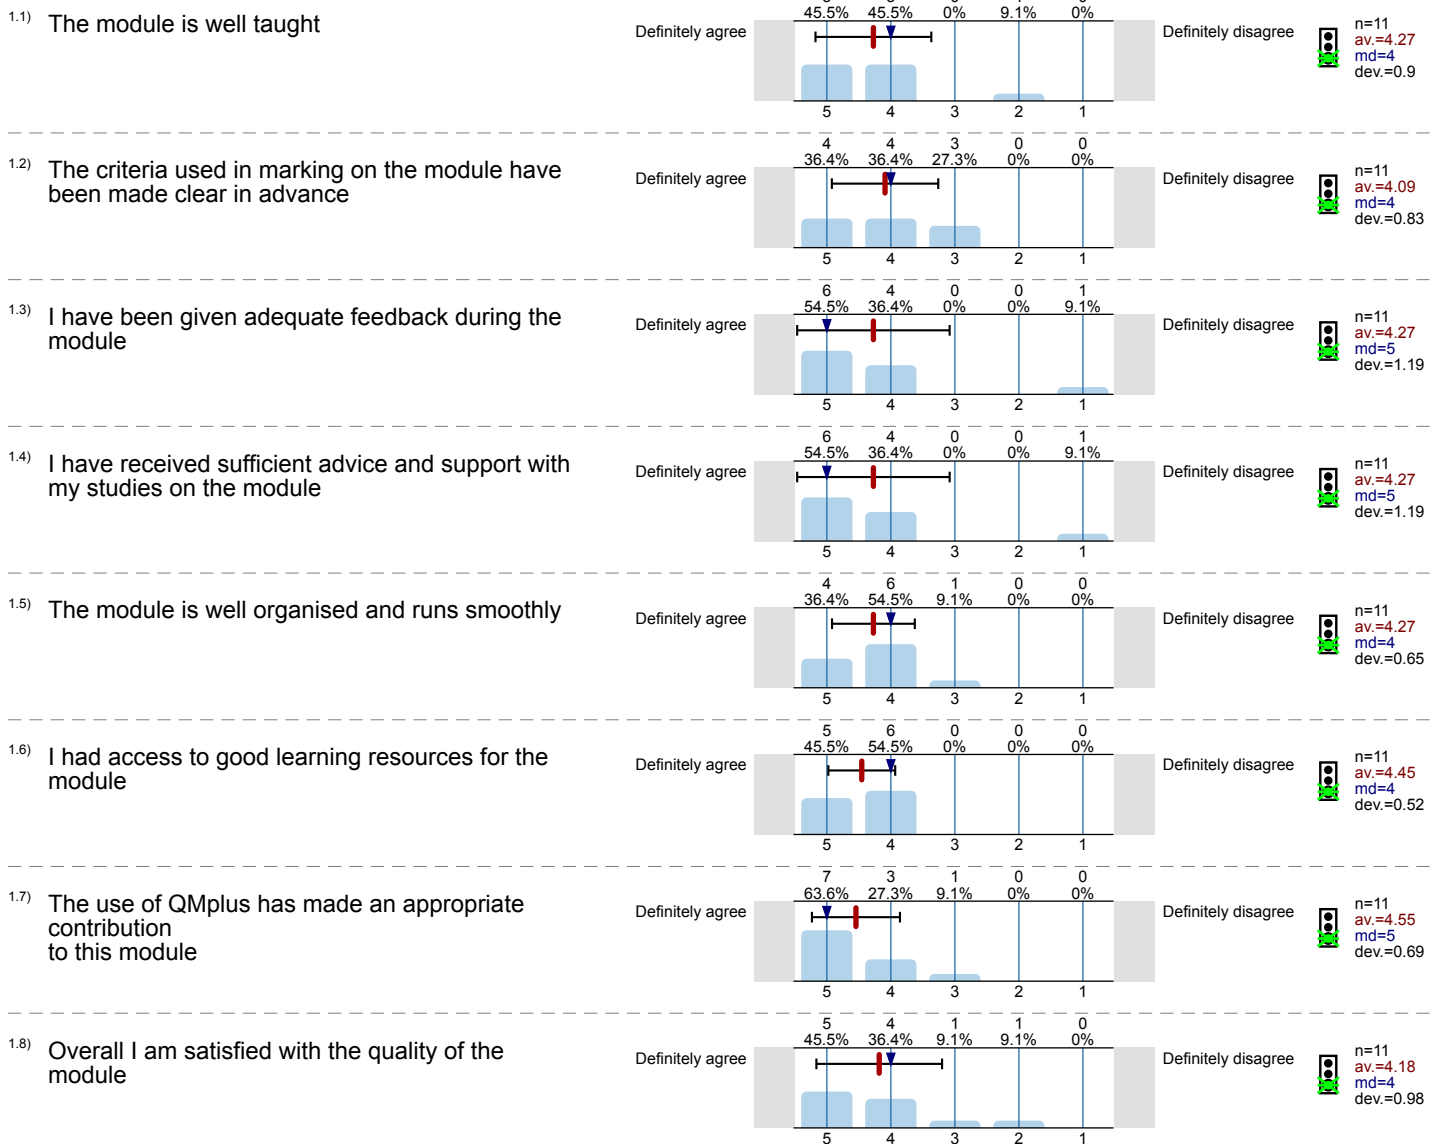 1.1) The module is well taught
45.5% 45.5% 0% 9.1% 0%
Definitely agree
Definitely disagree
n=11
av.=4.27
md=4
dev.=0.9
5 4 3 2 1
1.2) The criteria used in marking on the module have
been made clear in advance
4 4 3 0 0
36.4% 36.4% 27.3% 0% 0%
Definitely agree
Definitely disagree
n=11
av.=4.09
md=4
dev.=0.83
5 4 3 2 1
1.3) I have been given adequate feedback during the
module
6 4 0 0 1
54.5% 36.4% 0% 0% 9.1%
Definitely agree
Definitely disagree
n=11
av.=4.27
md=5
dev.=1.19
5 4 3 2 1
1.4) I have received sufficient advice and support with
my studies on the module
6 4 0 0 1
54.5% 36.4% 0% 0% 9.1%
Definitely agree
Definitely disagree
n=11
av.=4.27
md=5
dev.=1.19
5 4 3 2 1
1.5) The module is well organised and runs smoothly
4 6 1 0 0
36.4% 54.5% 9.1% 0% 0%
Definitely agree
Definitely disagree
n=11
av.=4.27
md=4
dev.=0.65
5 4 3 2 1
1.6) I had access to good learning resources for the
module
5 6 0 0 0
45.5% 54.5% 0% 0% 0%
Definitely agree
Definitely disagree
n=11
av.=4.45
md=4
dev.=0.52
5 4 3 2 1
1.7) The use of QMplus has made an appropriate
contribution
to this module
7 3 1 0 0
63.6% 27.3% 9.1% 0% 0%
Definitely agree
Definitely disagree
n=11
av.=4.55
md=5
dev.=0.69
5 4 3 2 1
1.8) Overall I am satisfied with the quality of the
module
5 4 1 1 0
45.5% 36.4% 9.1% 9.1% 0%
Definitely agree
Definitely disagree
n=11
av.=4.18
md=4
dev.=0.98
5 4 3 2 1